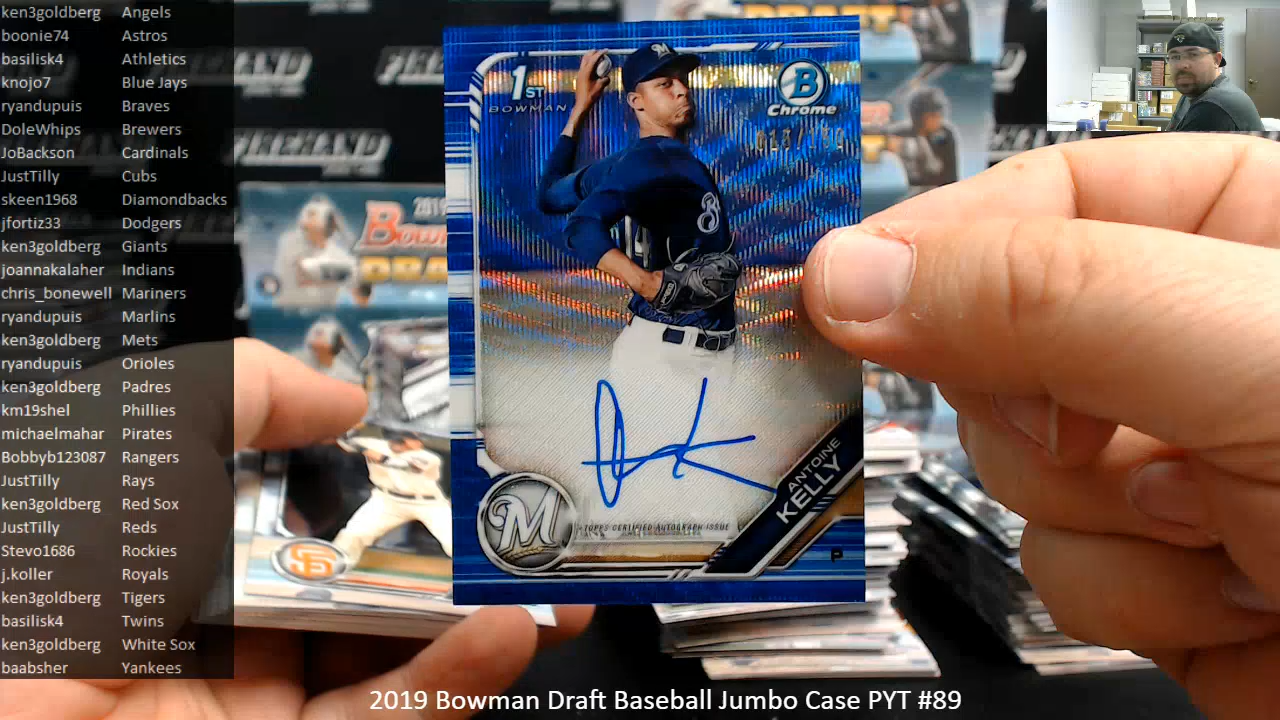 ken3goldberg Angels
boonie74 Astros
basilisk4 Athletics
knojo7 Blue Jays
ryandupuis Braves
DoleWhips Brewers
JoBackson Cardinals
JustTilly Cubs
skeen1968 Diamondbacks
jfortiz33 Dodgers
ken3goldberg Giants
joannakalaher Indians
chris_bonewell Mariners
ryandupuis Marlins
ken3goldberg Mets
ryandupuis Orioles
ken3goldberg Padres
km19shel Phillies
michaelmahar Pirates
Bobbyb123087 Rangers
JustTilly Rays
ken3goldberg Red Sox
JustTilly Reds
Stevo1686 Rockies
j.koller Royals
ken3goldberg Tigers
basilisk4 Twins
ken3goldberg White Sox
baabsher Yankees
1ST
BOWMAN
B
Chrome
M
14
B
ANTOINE
KELLY
M
TOPPS CERTIFIED AUTOGRAPH ISSUE
P
SF
DRAFT
2019 Bowman Draft Baseball Jumbo Case PYT #89